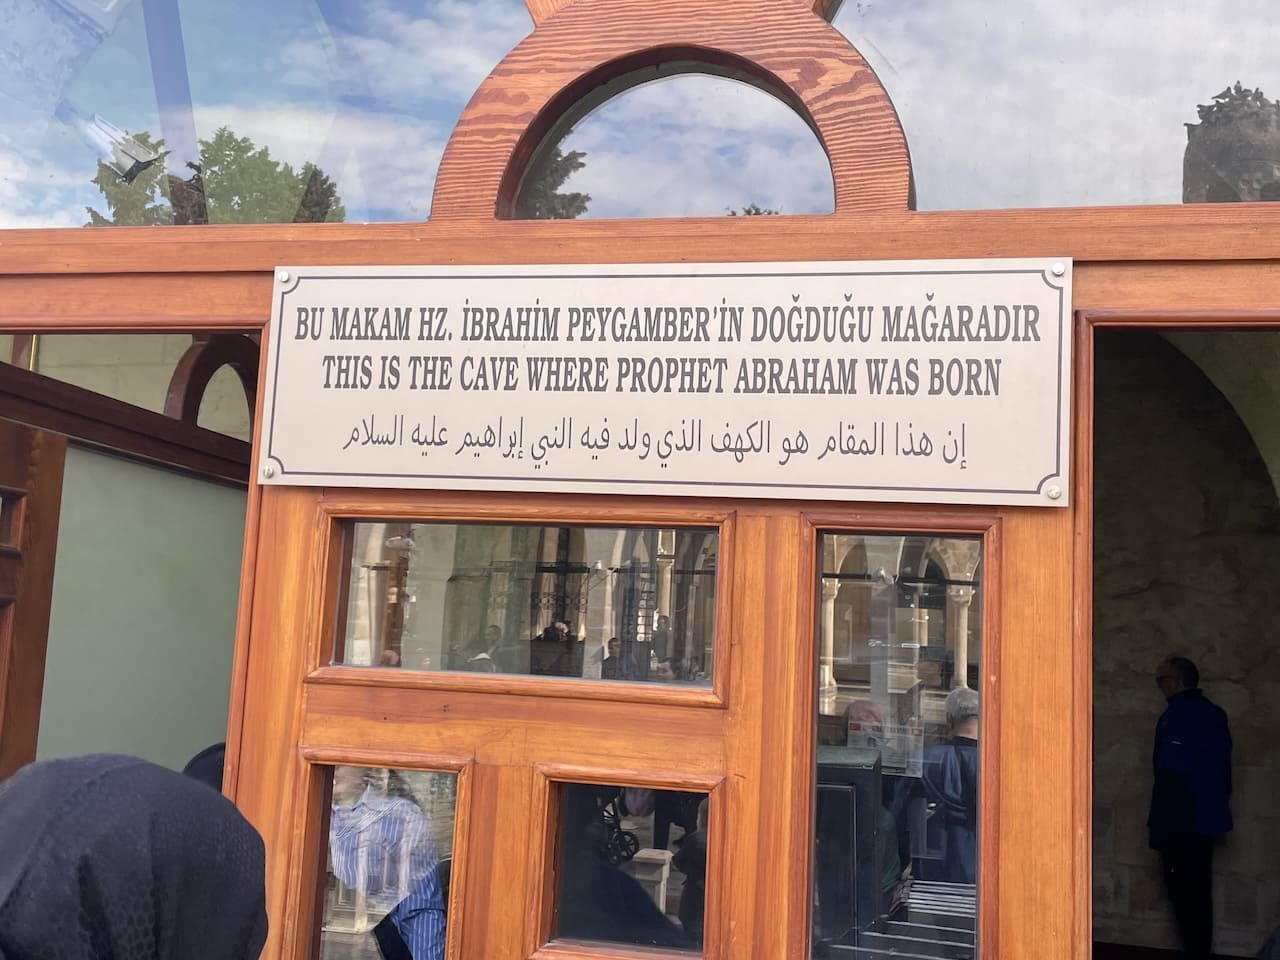 BU MAKAM HZ. İBRAHİM PEYGAMBER'İN DOĞDUĞU MAĞARADIR
THIS IS THE CAVE WHERE PROPHET ABRAHAM WAS BORN
إن هذا المقام هو الكهف الذي ولد فيه النبي إبراهيم عليه السلام